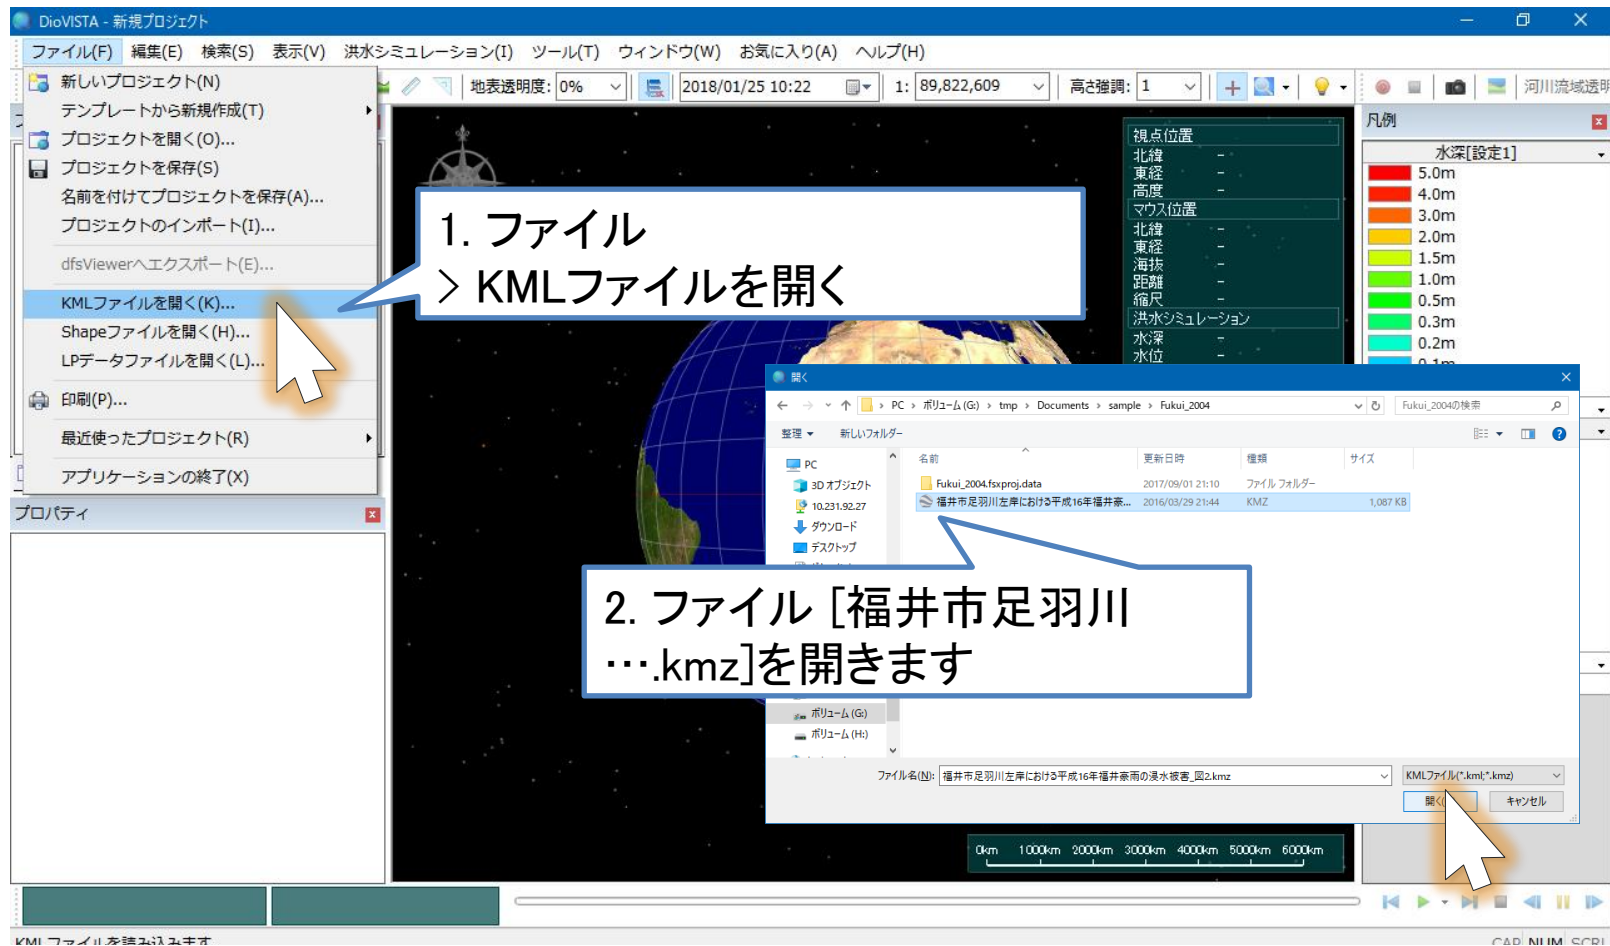 DioVISTA - 新規プロジェクト
ファイル(F) 編集(E) 検索(S) 表示(V) 洪水シミュレーション(I) ツール(T) ウィンドウ(W) お気に入り(A) ヘルプ(H)
地表透明度: 0% 2018/01/25 10:22 1: 89,822,609 高さ強調: 1 河川流域透明
新しいプロジェクト(N)
テンプレートから新規作成(T)
プロジェクトを開く(O)...
プロジェクトを保存(S)
名前を付けてプロジェクトを保存(A)...
プロジェクトのインポート(I)...
dfsViewerへエクスポート(E)...
KMLファイルを開く(K)...
Shapeファイルを開く(H)...
LPデータファイルを開く(L)...
印刷(P)...
最近使ったプロジェクト(R)
アプリケーションの終了(X)
プロパティ
1. ファイル
> KMLファイルを開く
視点位置
北緯 -
東経 -
高度 -
マウス位置
北緯 -
東経 -
海抜 -
距離 -
縮尺 -
洪水シミュレーション
水深 -
水位 -
凡例
水深[設定1]
5.0m
4.0m
3.0m
2.0m
1.5m
1.0m
0.5m
0.3m
0.2m
0.1m
開く
PC › ボリューム (G:) › tmp › Documents › sample › Fukui_2004
Fukui_2004の検索
整理 新しいフォルダー
名前 更新日時 種類 サイズ
PC
3D オブジェクト
10.231.92.27
ダウンロード
デスクトップ
Fukui_2004.fsxproj.data 2017/09/01 21:10 ファイル フォルダー
福井市足羽川左岸における平成16年福井豪... 2016/03/29 21:44 KMZ 1,087 KB
2. ファイル [福井市足羽川
….kmz]を開きます
ボリューム (G:)
ボリューム (H:)
ファイル名(N): 福井市足羽川左岸における平成16年福井豪雨の浸水被害_図2.kmz
KMLファイル(*.kml;*.kmz)
開く( キャンセル
0km 1000km 2000km 3000km 4000km 5000km 6000km
KMLファイルを読み込みます
CAP NUM SCRL